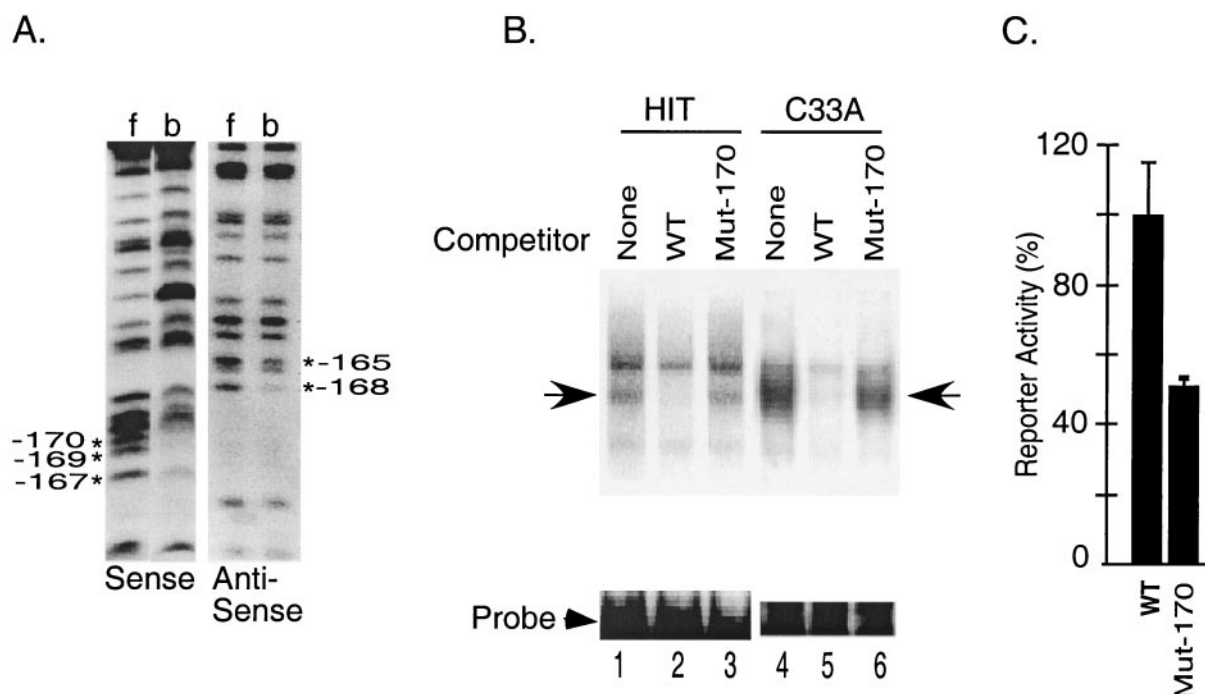 A.
f b f b
*-165
*-168
-170*
-169*
-167*
Sense Anti-Sense
B.
HIT C33A
Competitor None WT Mut-170 None WT Mut-170
Probe
1 2 3 4 5 6
C.
Reporter Activity (%)
120
80
40
0
WT Mut-170